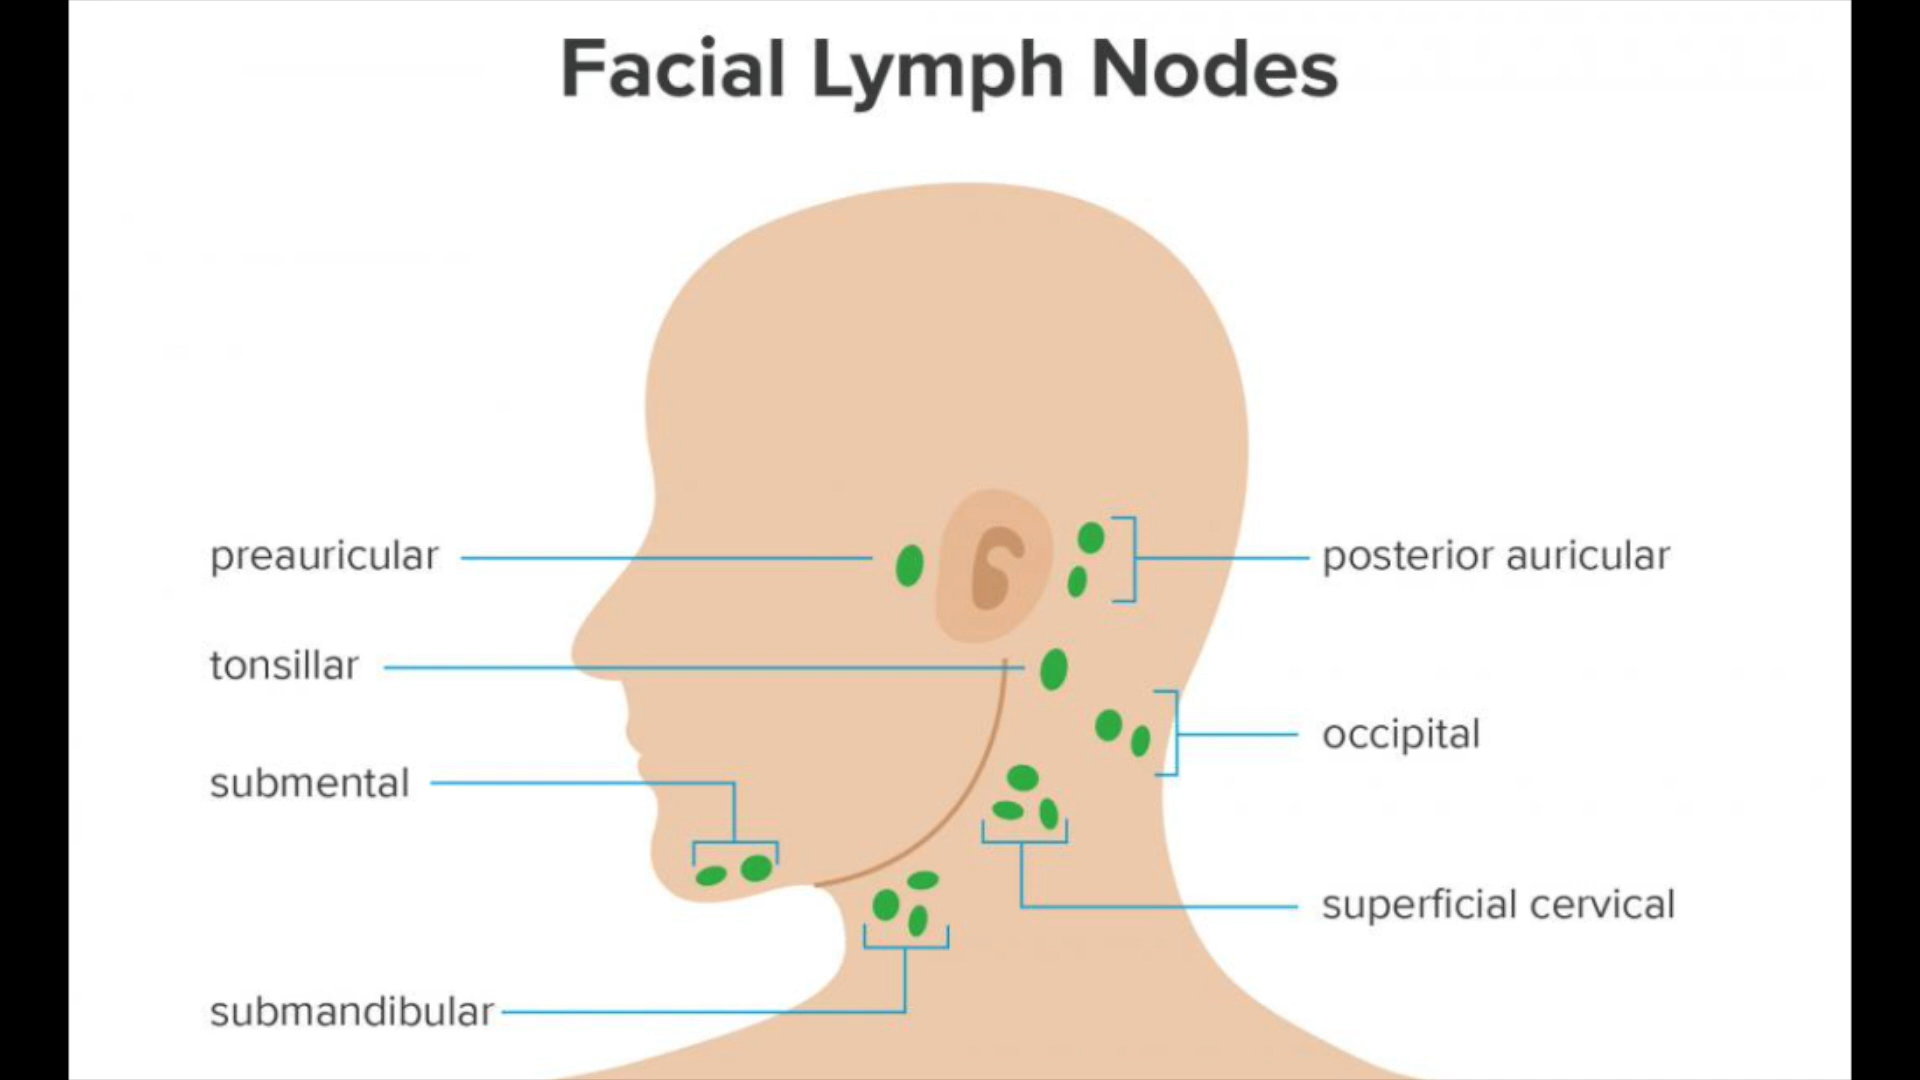 Facial Lymph Nodes
preauricular
posterior auricular
tonsillar
occipital
submental
superficial cervical
submandibular